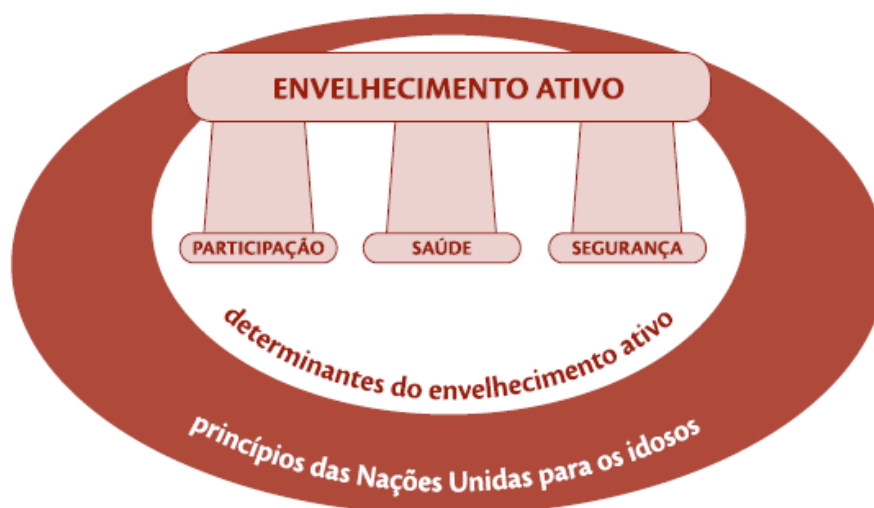 ENVELHECIMENTO ATIVO
PARTICIPAÇÃO
SAÚDE
SEGURANÇA
determinantes do envelhecimento ativo
princípios das Nações Unidas para os idosos